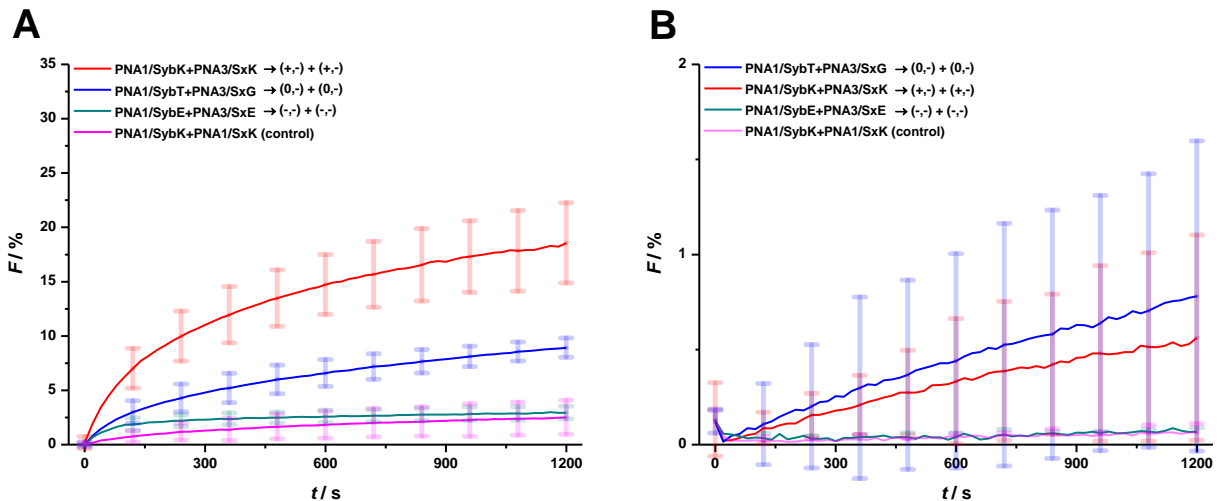 A
PNA1/SybK+PNA3/SxK → (+,-) + (+,-)
PNA1/SybT+PNA3/SxG → (0,-) + (0,-)
PNA1/SybE+PNA3/SxE → (-,-) + (-,-)
PNA1/SybK+PNA1/SxK (control)
F / %
35
30
25
20
15
10
5
0
0 300 600 900 1200
t / s
B
PNA1/SybT+PNA3/SxG → (0,-) + (0,-)
PNA1/SybK+PNA3/SxK → (+,-) + (+,-)
PNA1/SybE+PNA3/SxE → (-,-) + (-,-)
PNA1/SybK+PNA1/SxK (control)
F / %
2
1
0
0 300 600 900 1200
t / s